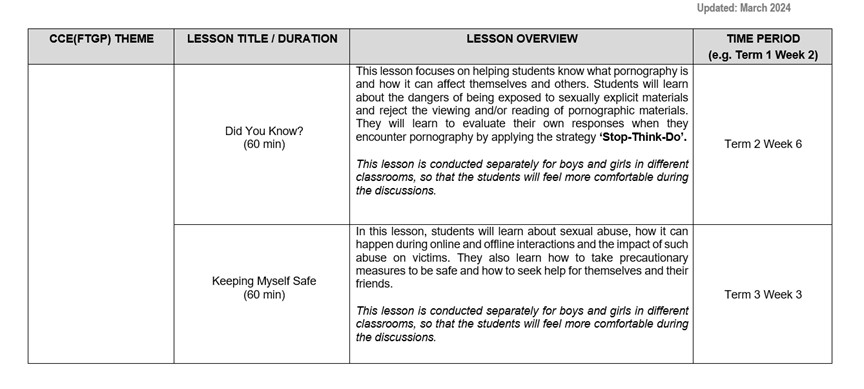 Updated: March 2024
CCE(FTGP) THEME
LESSON TITLE / DURATION
LESSON OVERVIEW
TIME PERIOD
(e.g. Term 1 Week 2)
Did You Know?
(60 min)
This lesson focuses on helping students know what pornography is
and how it can affect themselves and others. Students will learn
about the dangers of being exposed to sexually explicit materials
and reject the viewing and/or reading of pornographic materials.
They will learn to evaluate their own responses when they
encounter pornography by applying the strategy ‘Stop-Think-Do’.
This lesson is conducted separately for boys and girls in different
classrooms, so that the students will feel more comfortable during
the discussions.
Term 2 Week 6
Keeping Myself Safe
(60 min)
In this lesson, students will learn about sexual abuse, how it can
happen during online and offline interactions and the impact of such
abuse on victims. They also learn how to take precautionary
measures to be safe and how to seek help for themselves and their
friends.
This lesson is conducted separately for boys and girls in different
classrooms, so that the students will feel more comfortable during
the discussions.
Term 3 Week 3